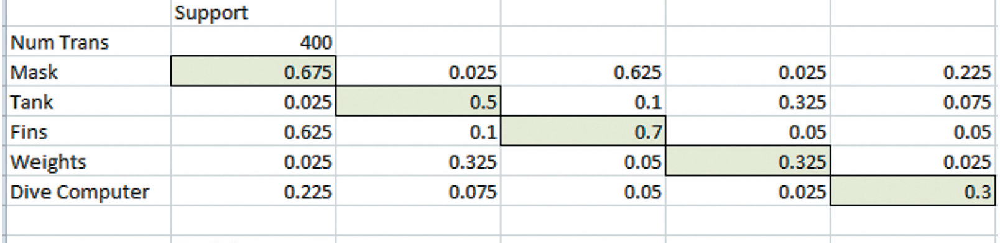 Support
Num Trans 400
Mask 0.675 0.025 0.625 0.025 0.225
Tank 0.025 0.5 0.1 0.325 0.075
Fins 0.625 0.1 0.7 0.05 0.05
Weights 0.025 0.325 0.05 0.325 0.025
Dive Computer 0.225 0.075 0.05 0.025 0.3